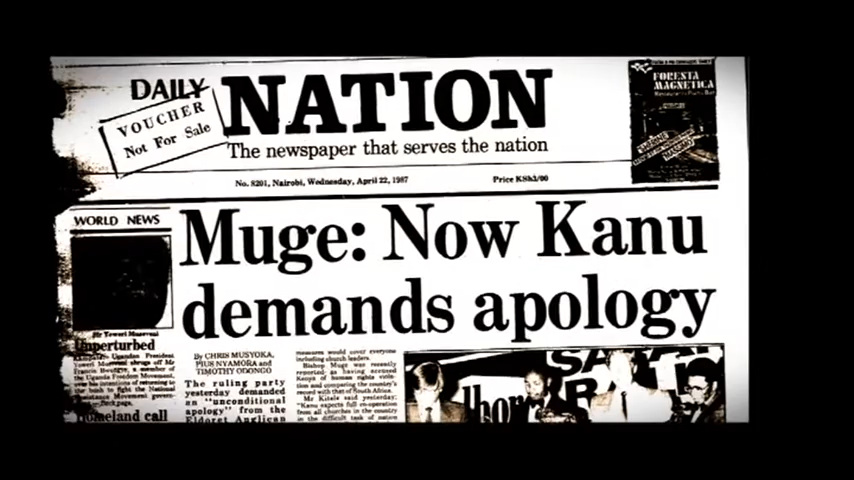 DAILY
NATION
VOUCHER
Not For Sale
The newspaper that serves the nation
FORESTA
MAGNETICA
No. 8201, Nairobi, Wednesday, April 22, 1987
Price KSh3/00
WORLD NEWS
Muge: Now Kanu
demands apology
Mr Yoweri Museveni
Unperturbed
By CHRIS MUSYOKA,
PIUS NYAMORA and
TIMOTHY ODONGO
The ruling party
yesterday demanded
an "unconditional
apology" from the
Eldoret Anglican
measures would cover everyone
including church leaders.
Bishop Muge was recently
reported as having accused
Kenya of human rights viola-
tion and comparing the country's
record with that of South Africa.
Mr Kitele said yesterday:
"Kanu expects full co-operation
from all churches in the country
in the difficult task of nation
Homeland call